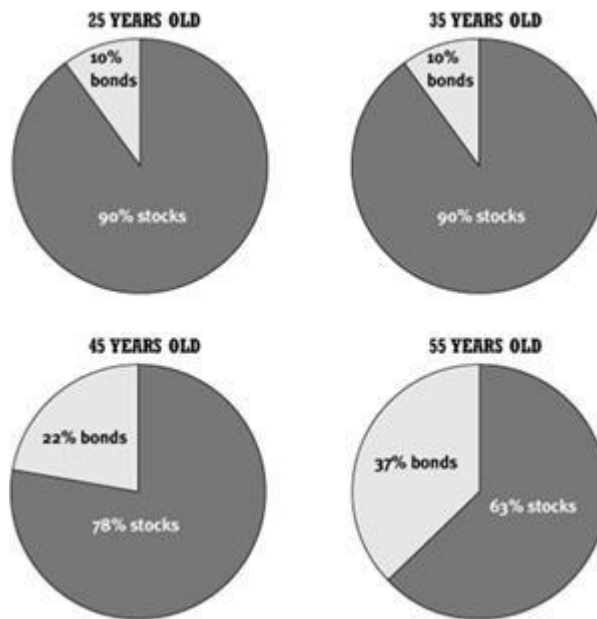 25 YEARS OLD
10%
bonds
90% stocks
35 YEARS OLD
10%
bonds
90% stocks
45 YEARS OLD
22% bonds
78% stocks
55 YEARS OLD
37% bonds
63% stocks